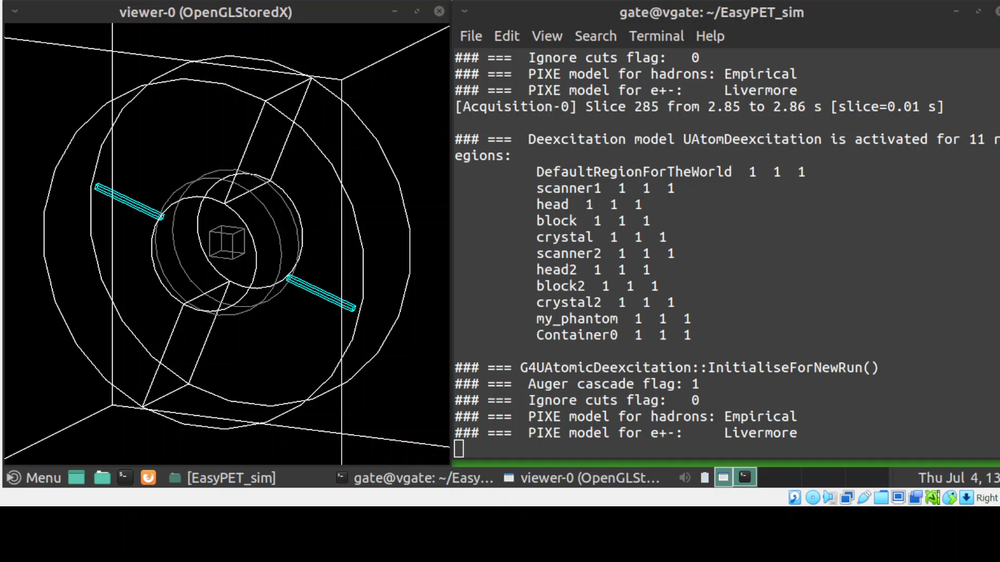 viewer-0 (OpenGLStoredX)
gate@vgate: ~/EasyPET_sim
File Edit View Search Terminal Help
### === Ignore cuts flag: 0
### === PIXE model for hadrons: Empirical
### === PIXE model for e+-: Livermore
[Acquisition-0] Slice 285 from 2.85 to 2.86 s [slice=0.01 s]
### === Deexcitation model UAtomDeexcitation is activated for 11 r
egions:
DefaultRegionForTheWorld 1 1 1
scanner1 1 1 1
head 1 1 1
block 1 1 1
crystal 1 1 1
scanner2 1 1 1
head2 1 1 1
block2 1 1 1
crystal2 1 1 1
my_phantom 1 1 1
Container0 1 1 1
### === G4UAtomicDeexcitation::InitialiseForNewRun()
### === Auger cascade flag: 1
### === Ignore cuts flag: 0
### === PIXE model for hadrons: Empirical
### === PIXE model for e+-: Livermore
Menu [EasyPET_sim] gate@vgate: ~/Easy... viewer-0 (OpenGLSt... Thu Jul 4, 13
Right